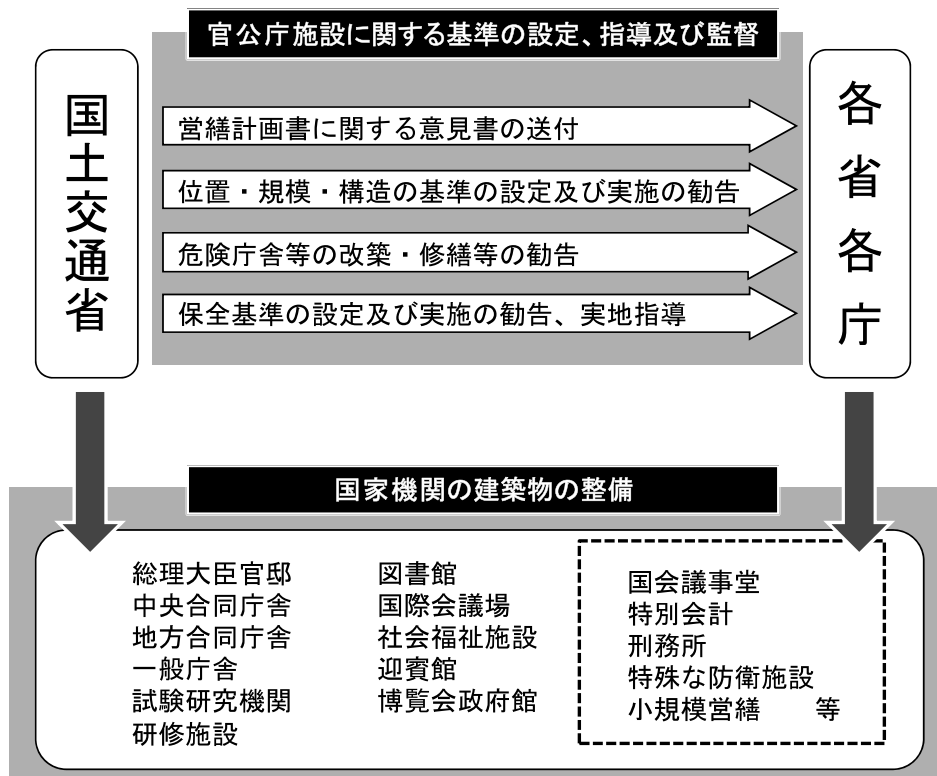 官公庁施設に関する基準の設定、指導及び監督
国土交通省
営繕計画書に関する意見書の送付
位置・規模・構造の基準の設定及び実施の勧告
危険庁舎等の改築・修繕等の勧告
保全基準の設定及び実施の勧告、実地指導
各省各庁
国家機関の建築物の整備
総理大臣官邸
中央合同庁舎
地方合同庁舎
一般庁舎
試験研究機関
研修施設
図書館
国際会議場
社会福祉施設
迎賓館
博覧会政府館
国会議事堂
特別会計
刑務所
特殊な防衛施設
小規模営繕　　等